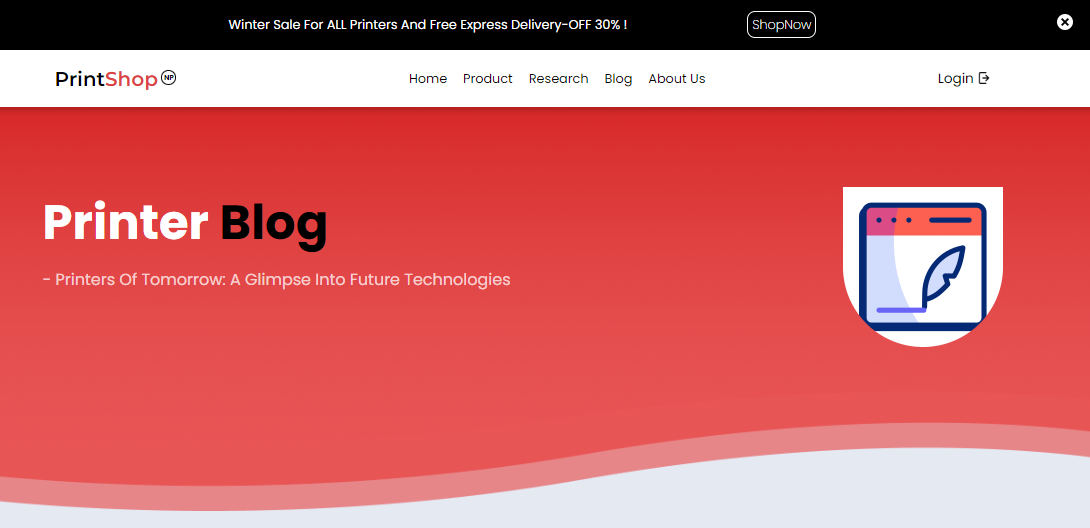 Winter Sale For ALL Printers And Free Express Delivery-OFF 30% !
ShopNow
PrintShop NP
Home
Product
Research
Blog
About Us
Login
Printer Blog
- Printers Of Tomorrow: A Glimpse Into Future Technologies